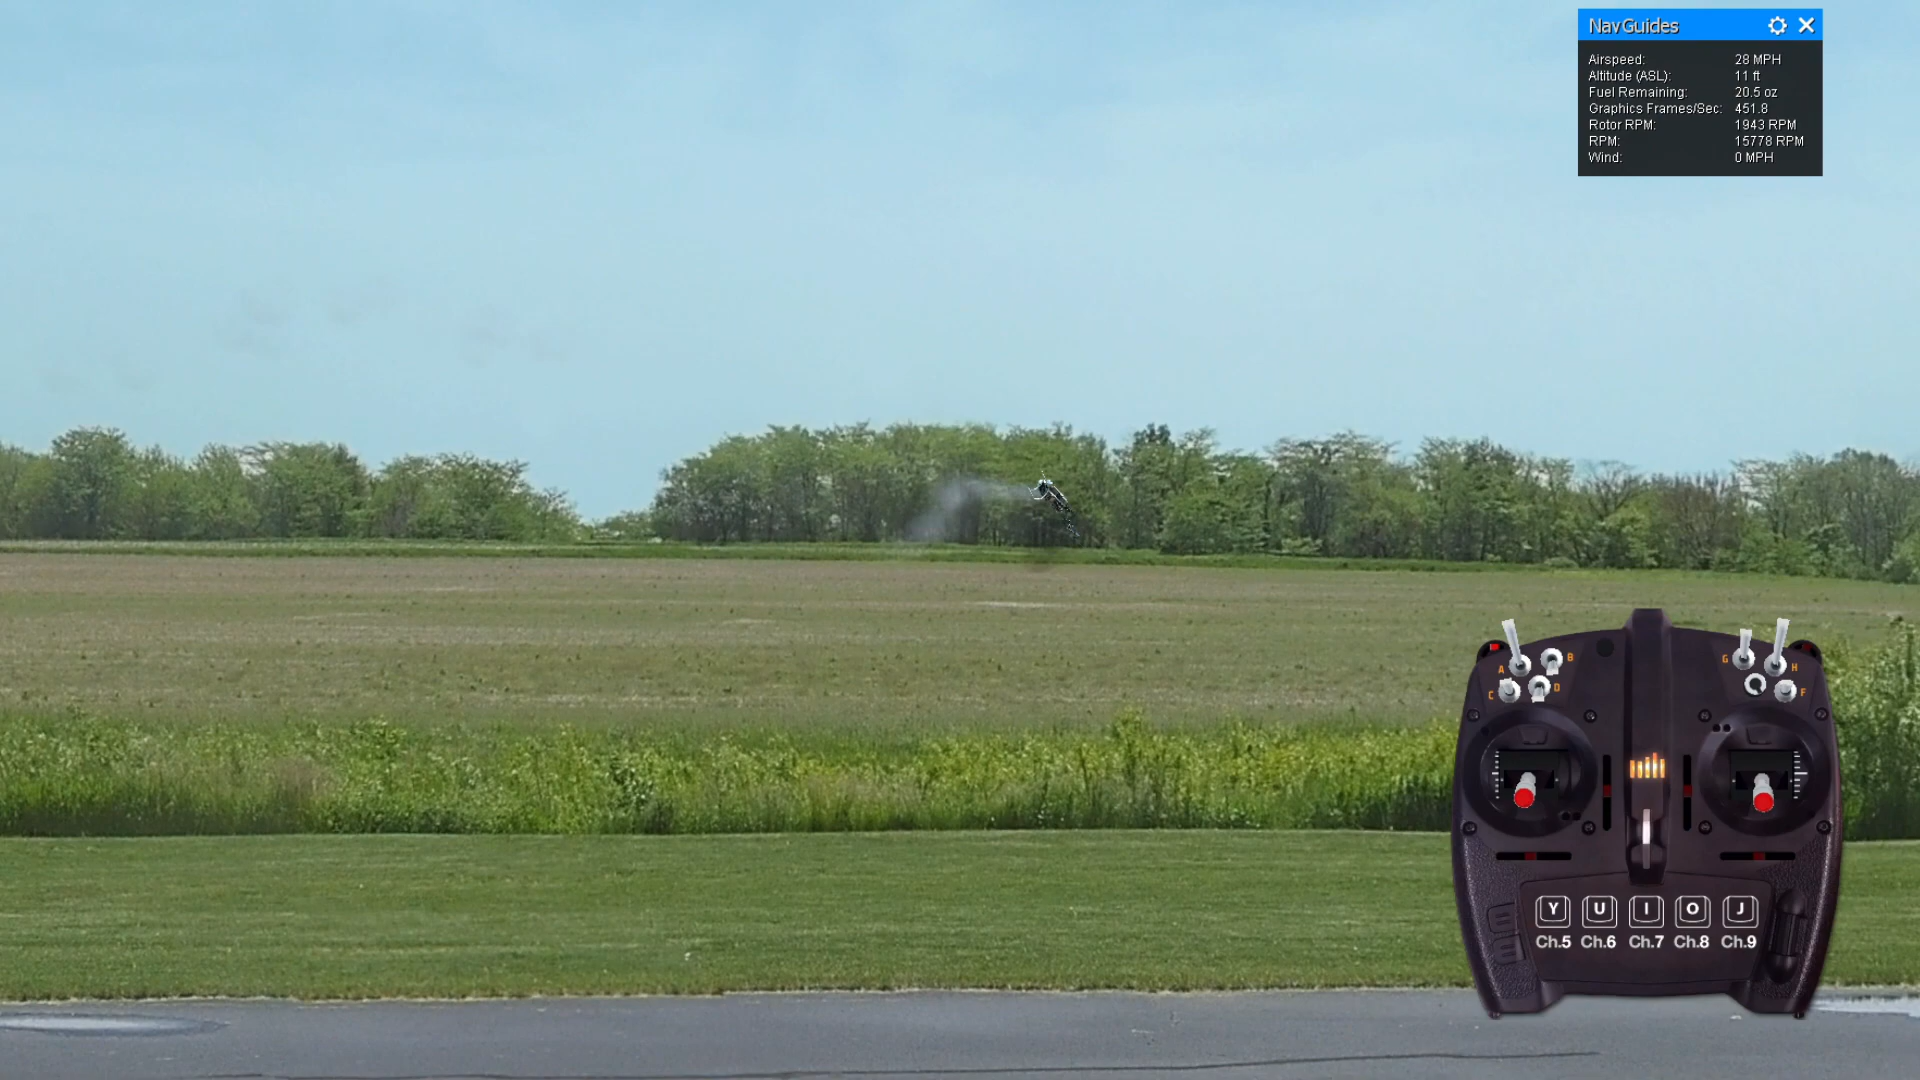 NavGuides
Airspeed: 28 MPH
Altitude (ASL): 11 ft
Fuel Remaining: 20.5 oz
Graphics Frames/Sec: 451.8
Rotor RPM: 1943 RPM
RPM: 15778 RPM
Wind: 0 MPH
A B G H
C D F
Y U I O J
Ch.5 Ch.6 Ch.7 Ch.8 Ch.9